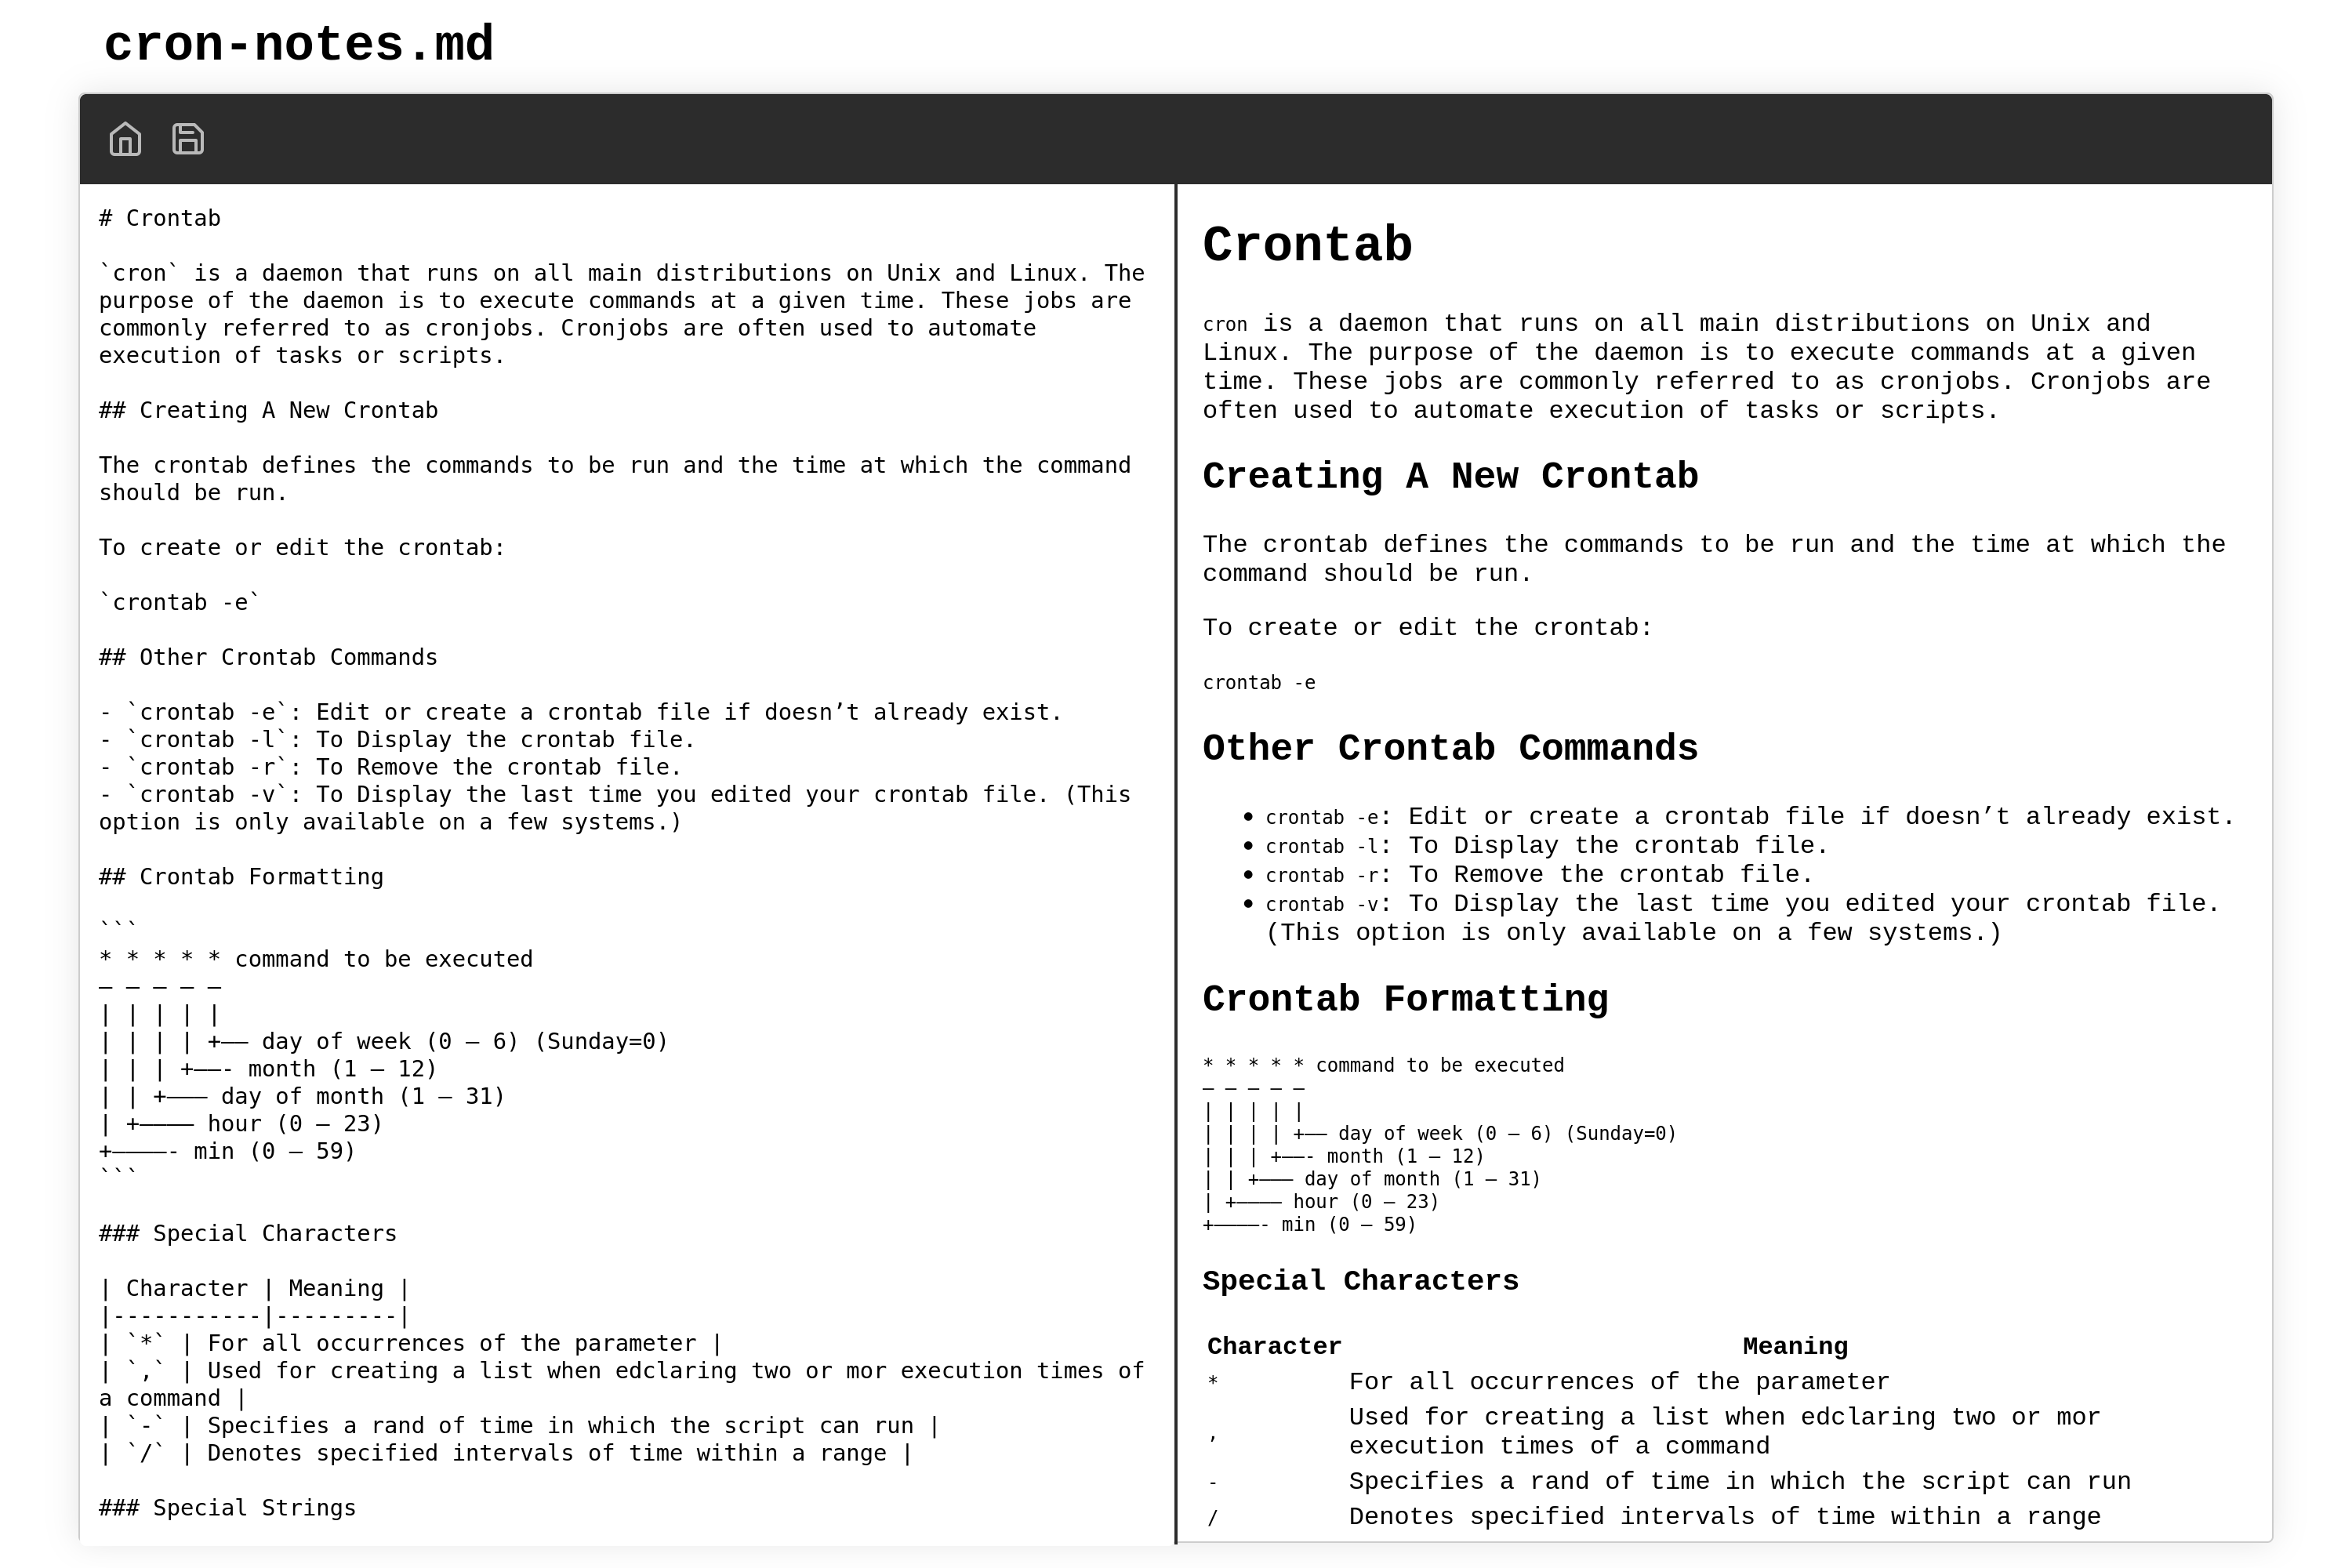 cron-notes.md
# Crontab
`cron` is a daemon that runs on all main distributions on Unix and Linux. The
purpose of the daemon is to execute commands at a given time. These jobs are
commonly referred to as cronjobs. Cronjobs are often used to automate
execution of tasks or scripts.
## Creating A New Crontab
The crontab defines the commands to be run and the time at which the command
should be run.
To create or edit the crontab:
`crontab -e`
## Other Crontab Commands
- `crontab -e`: Edit or create a crontab file if doesn’t already exist.
- `crontab -l`: To Display the crontab file.
- `crontab -r`: To Remove the crontab file.
- `crontab -v`: To Display the last time you edited your crontab file. (This
option is only available on a few systems.)
## Crontab Formatting
```
* * * * * command to be executed
– – – – –
| | | | |
| | | | +—– day of week (0 – 6) (Sunday=0)
| | | +—–- month (1 – 12)
| | +—–– day of month (1 – 31)
| +—––– hour (0 – 23)
+—–––- min (0 – 59)
```
### Special Characters
| Character | Meaning |
|-----------|---------|
| `*` | For all occurrences of the parameter |
| `,` | Used for creating a list when edclaring two or mor execution times of
a command |
| `-` | Specifies a rand of time in which the script can run |
| `/` | Denotes specified intervals of time within a range |
### Special Strings
Crontab
cron is a daemon that runs on all main distributions on Unix and
Linux. The purpose of the daemon is to execute commands at a given
time. These jobs are commonly referred to as cronjobs. Cronjobs are
often used to automate execution of tasks or scripts.
Creating A New Crontab
The crontab defines the commands to be run and the time at which the
command should be run.
To create or edit the crontab:
crontab -e
Other Crontab Commands
• crontab -e: Edit or create a crontab file if doesn’t already exist.
• crontab -l: To Display the crontab file.
• crontab -r: To Remove the crontab file.
• crontab -v: To Display the last time you edited your crontab file.
(This option is only available on a few systems.)
Crontab Formatting
* * * * * command to be executed
– – – – –
| | | | |
| | | | +—– day of week (0 – 6) (Sunday=0)
| | | +—–- month (1 – 12)
| | +—–– day of month (1 – 31)
| +—––– hour (0 – 23)
+—–––- min (0 – 59)
Special Characters
Character Meaning
* For all occurrences of the parameter
, Used for creating a list when edclaring two or mor
execution times of a command
- Specifies a rand of time in which the script can run
/ Denotes specified intervals of time within a range